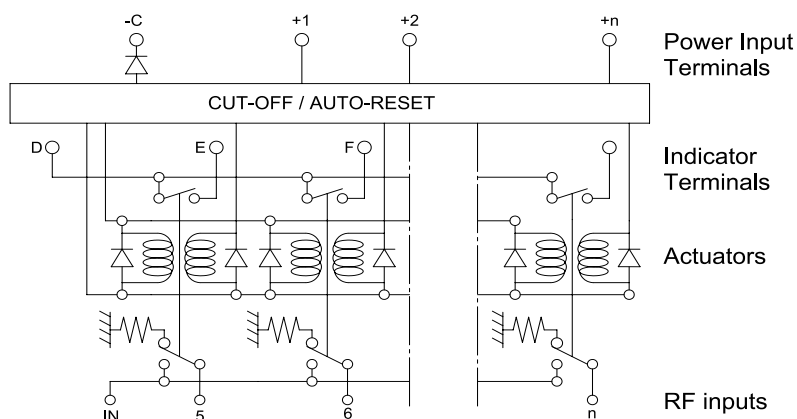 -C +1 +2 +n
Power Input
Terminals
CUT-OFF / AUTO-RESET
D E F
Indicator
Terminals
Actuators
IN 5 6 n
RF inputs